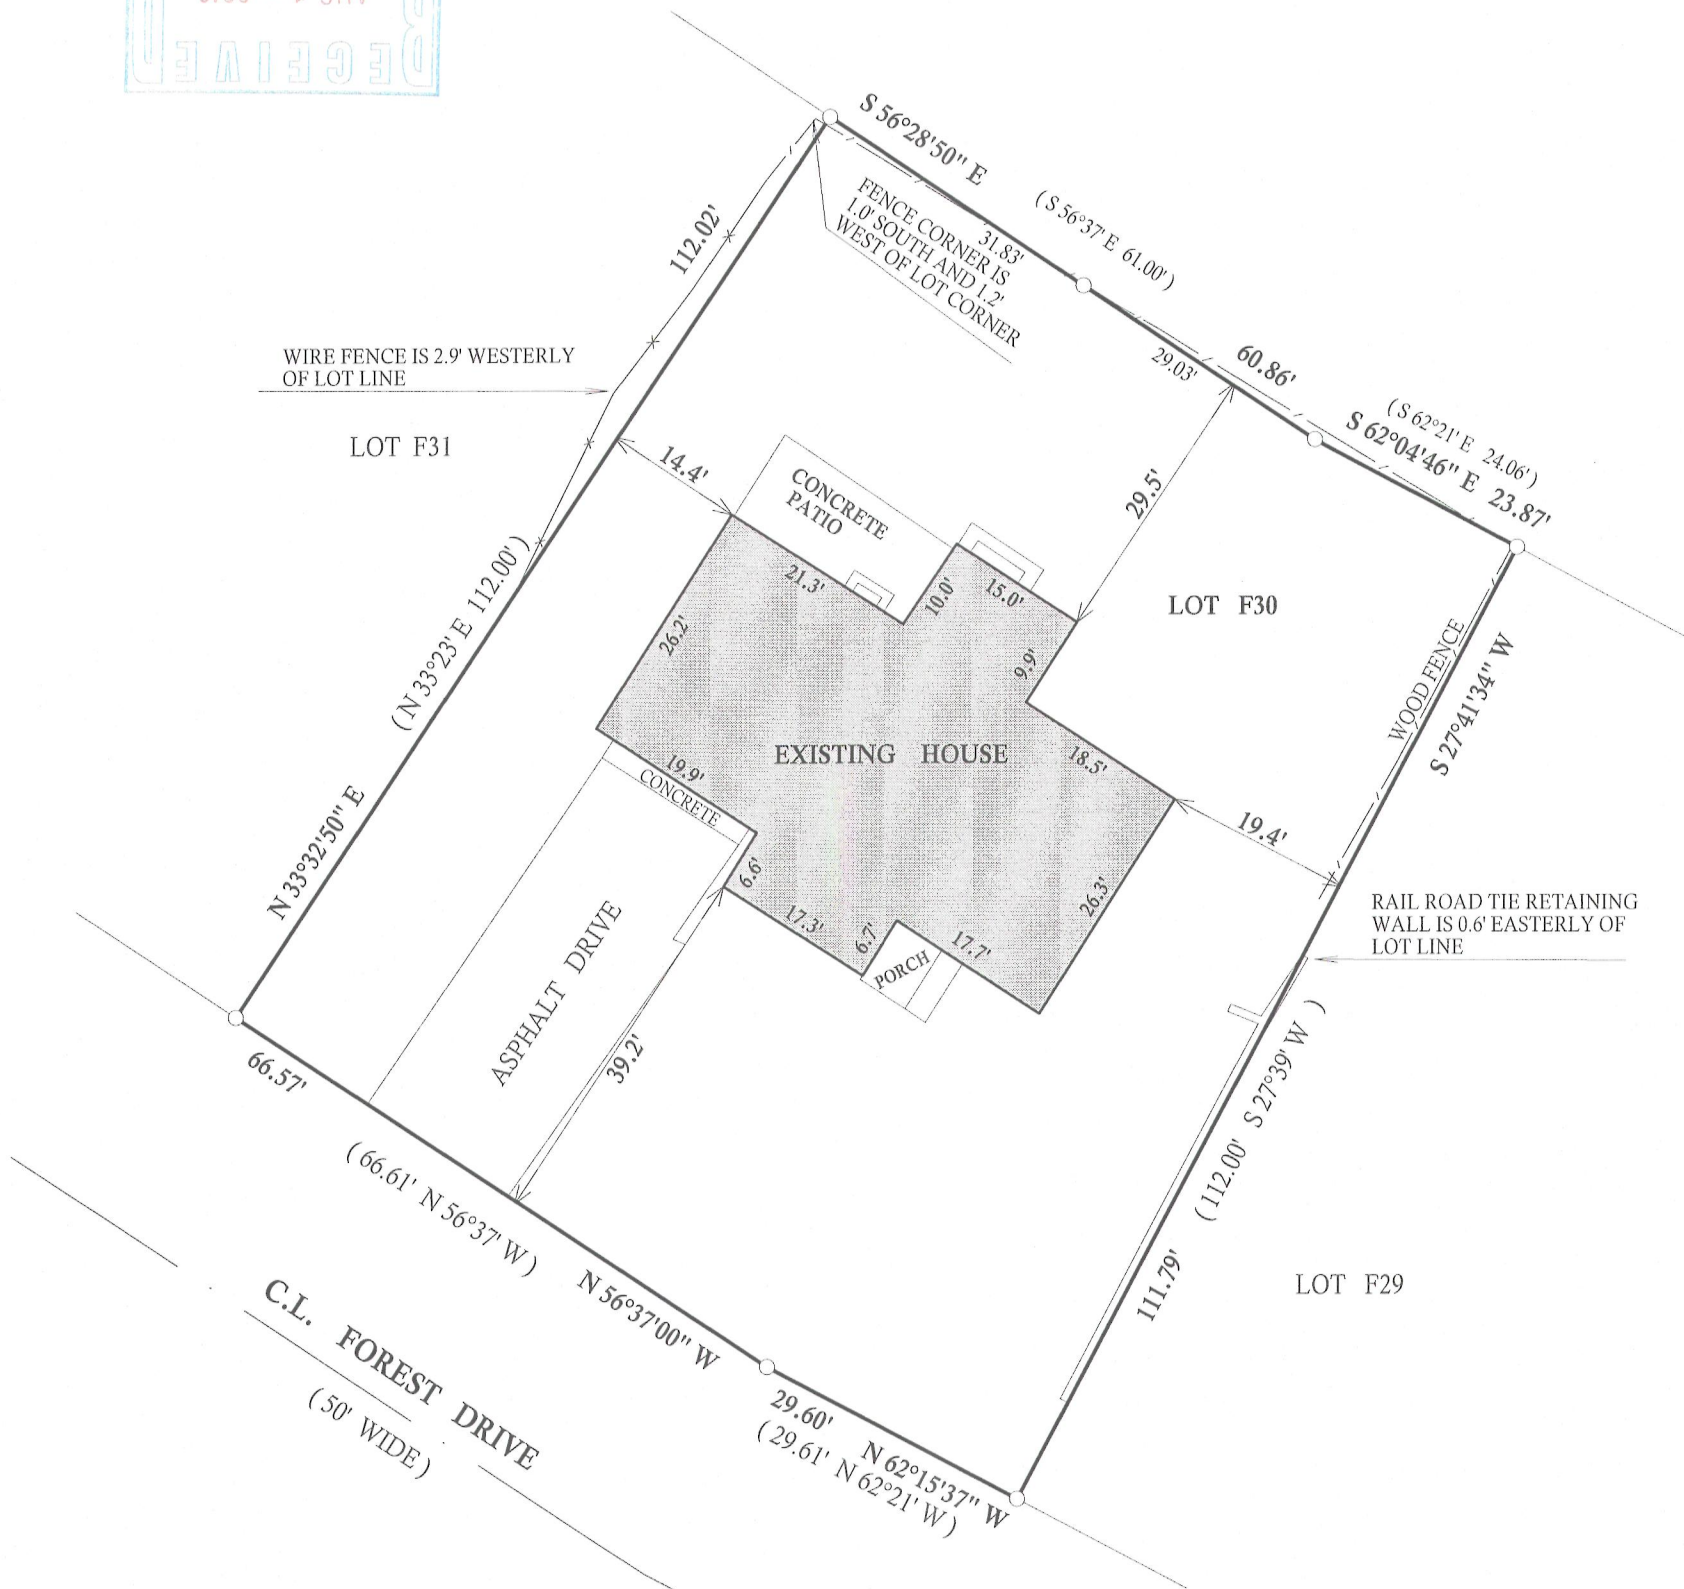 RECEIVED
S 56°28'50" E
( S 56°37' E 61.00' )
31.83'
FENCE CORNER IS
1.0' SOUTH AND 1.2'
WEST OF LOT CORNER
112.02'
29.03'
60.86'
( S 62°21' E 24.06' )
S 62°04'46" E 23.87'
WIRE FENCE IS 2.9' WESTERLY
OF LOT LINE
LOT F31
14.4'
CONCRETE
PATIO
29.5'
21.3'
10.0'
15.0'
LOT F30
26.2'
9.9'
WOOD FENCE
S 27°41'34" W
( N 33°23' E 112.00' )
EXISTING HOUSE
18.5'
19.9'
CONCRETE
19.4'
N 33°32'50" E
6.6'
26.3'
17.3'
6.7'
17.7'
PORCH
RAIL ROAD TIE RETAINING
WALL IS 0.6' EASTERLY OF
LOT LINE
ASPHALT DRIVE
39.2'
66.57'
( 112.00' S 27°39' W )
( 66.61' N 56°37' W )
N 56°37'00" W
111.79'
LOT F29
C.L. FOREST DRIVE
( 50' WIDE )
29.60'
N 62°15'37" W
( 29.61' N 62°21' W )